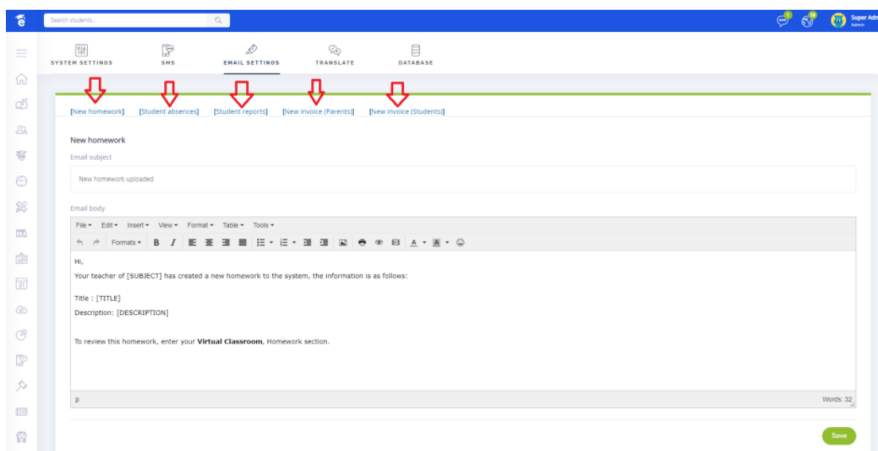 Search students...
Super Adm
Admin
SYSTEM SETTINGS SMS EMAIL SETTINGS TRANSLATE DATABASE
[New homework] [Student absences] [Student reports] [New invoice (Parents)] [New invoice (Students)]
New homework
Email subject
New homework uploaded
Email body
File Edit Insert View Format Table Tools
Formats B I A A
Hi,
Your teacher of [SUBJECT] has created a new homework to the system, the information is as follows:
Title : [TITLE]
Description: [DESCRIPTION]
To review this homework, enter your Virtual Classroom, Homework section.
p Words: 32
Save